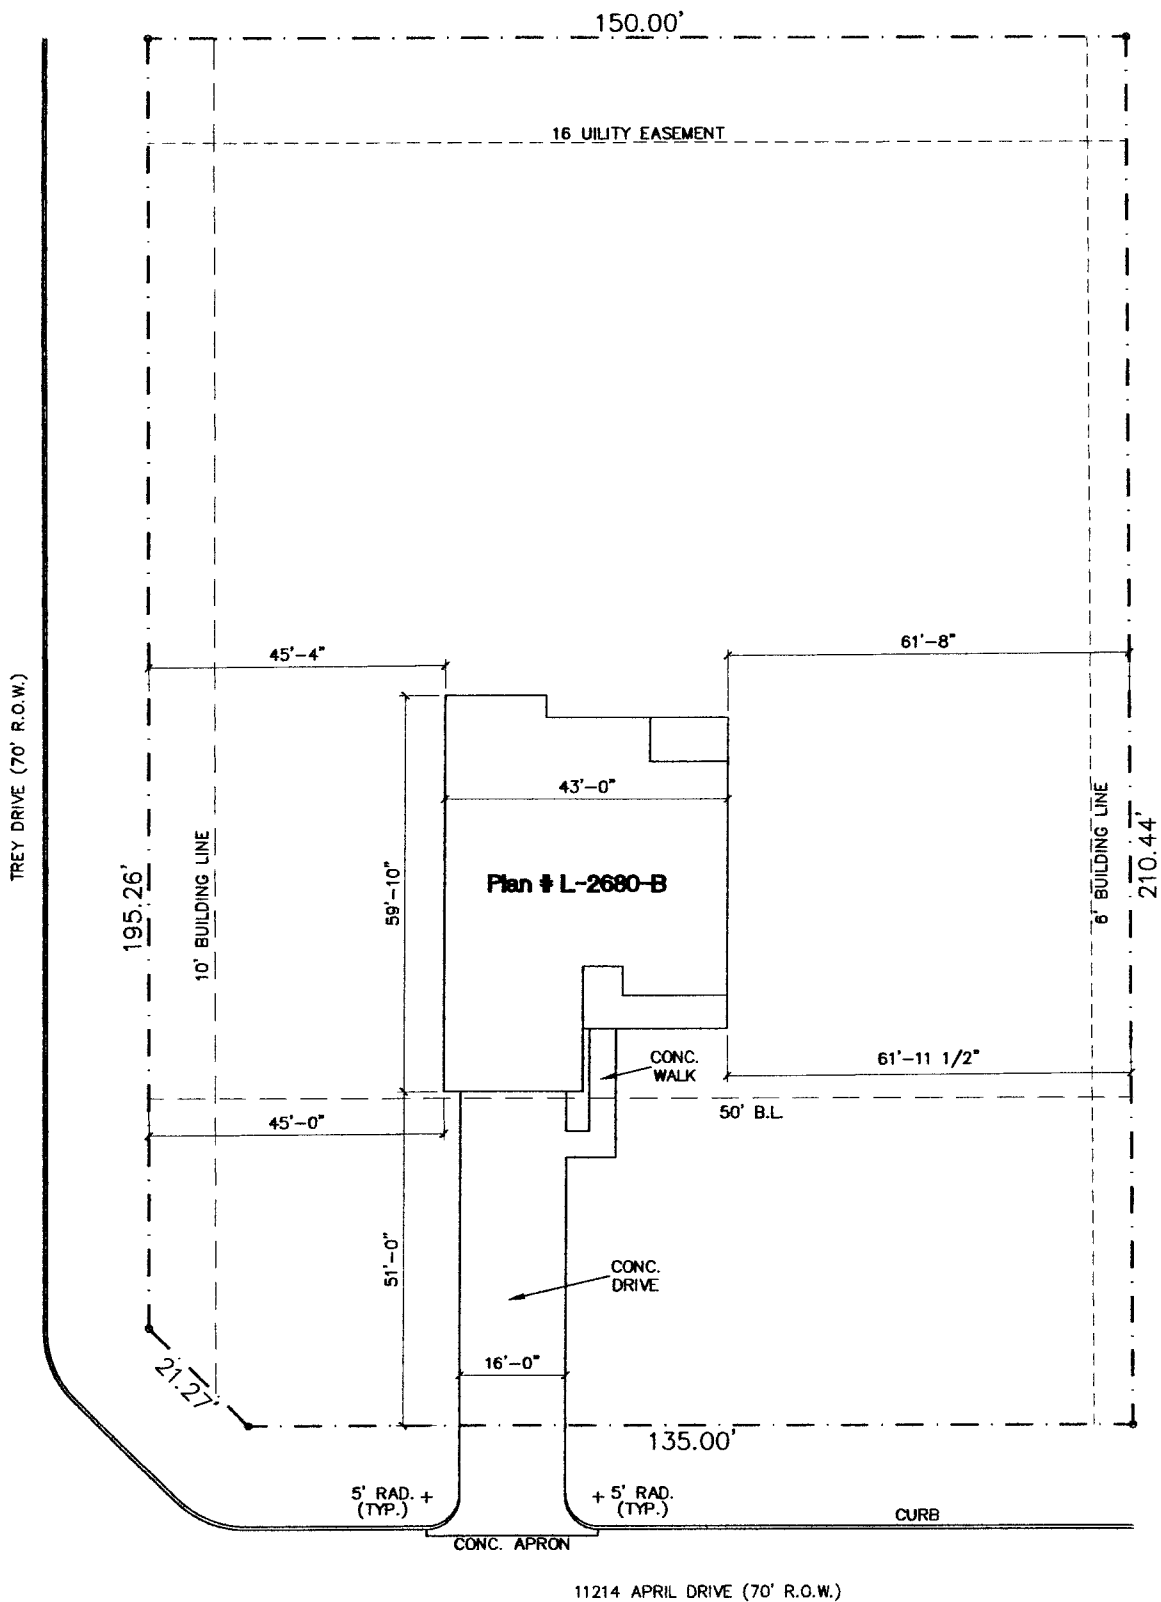 150.00'
16 UILITY EASEMENT
45'-4"
61'-8"
43'-0"
TREY DRIVE (70' R.O.W.)
195.26'
10' BUILDING LINE
59'-10"
Plan # L-2680-B
6' BUILDING LINE
210.44'
CONC.
WALK
61'-11 1/2"
50' B.L.
45'-0"
51'-0"
CONC.
DRIVE
16'-0"
21.27'
135.00'
5' RAD.
(TYP.)
5' RAD.
(TYP.)
CURB
CONC. APRON
11214 APRIL DRIVE (70' R.O.W.)